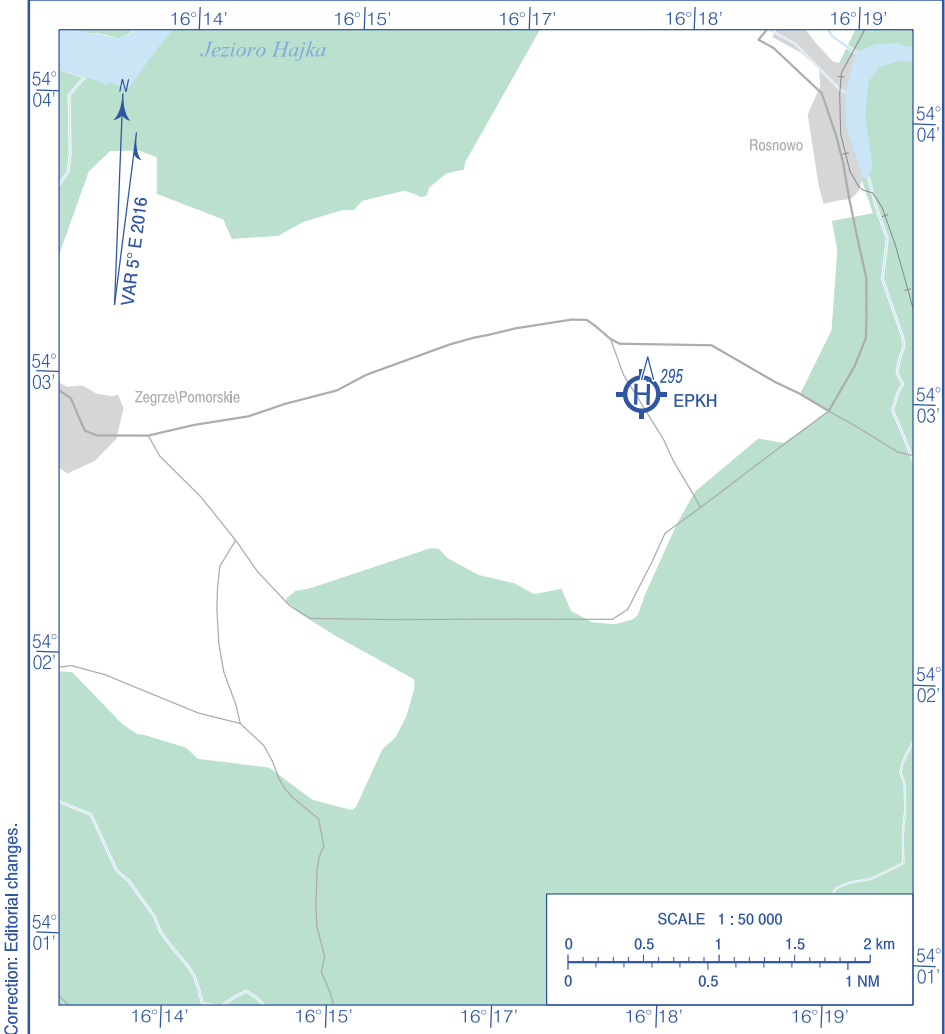 16°14' 16°15' 16°17' 16°18' 16°19'
Jezioro Hajka
54°
04'
N
54°
04'
Rosnowo
VAR 5° E 2016
54°
03'
Zegrze\Pomorskie
295
EPKH
H
54°
03'
54°
02'
54°
02'
Correction: Editorial changes.
SCALE 1 : 50 000
0 0.5 1 1.5 2 km
0 0.5 1 NM
54°
01'
54°
01'
16°14' 16°15' 16°17' 16°18' 16°19'